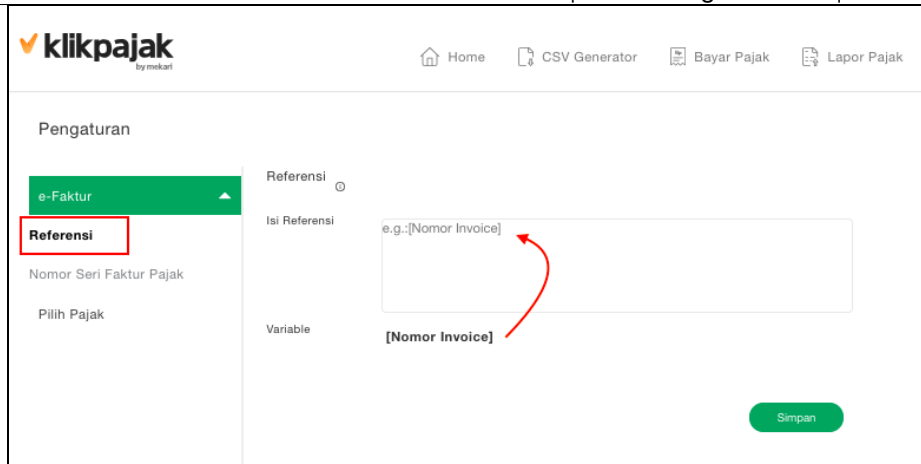 klikpajak
by mekari
Home
CSV Generator
Bayar Pajak
Lapor Pajak
Pengaturan
e-Faktur
Referensi
Nomor Seri Faktur Pajak
Pilih Pajak
Referensi
Isi Referensi
e.g.:[Nomor Invoice]
Variable
[Nomor Invoice]
Simpan